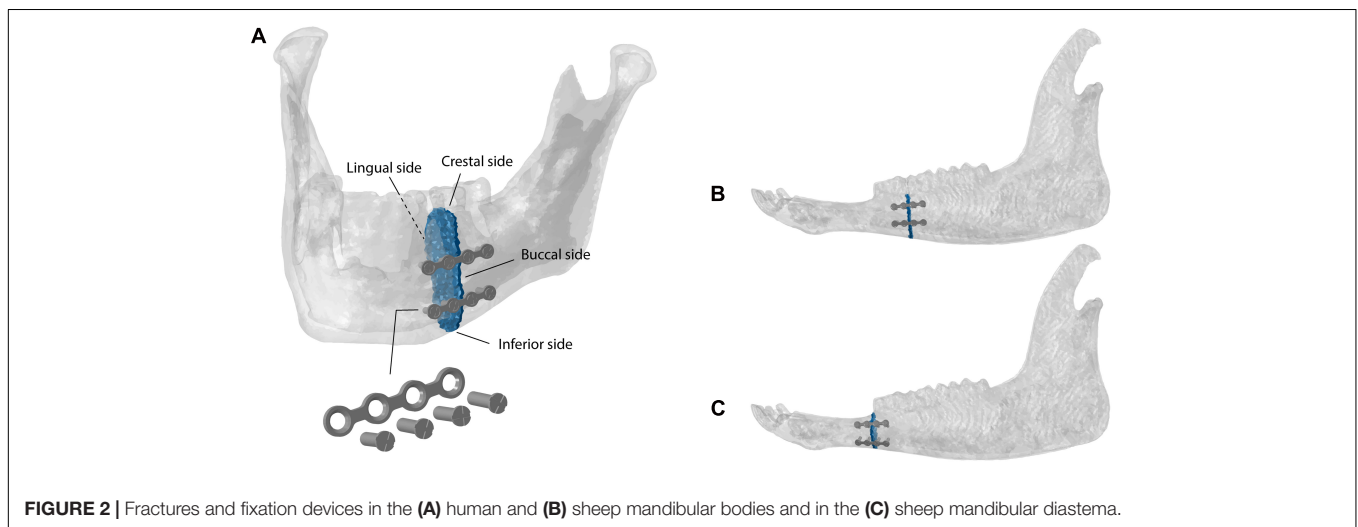 A
Lingual side
Crestal side
Buccal side
Inferior side
B
C
FIGURE 2 | Fractures and fixation devices in the (A) human and (B) sheep mandibular bodies and in the (C) sheep mandibular diastema.